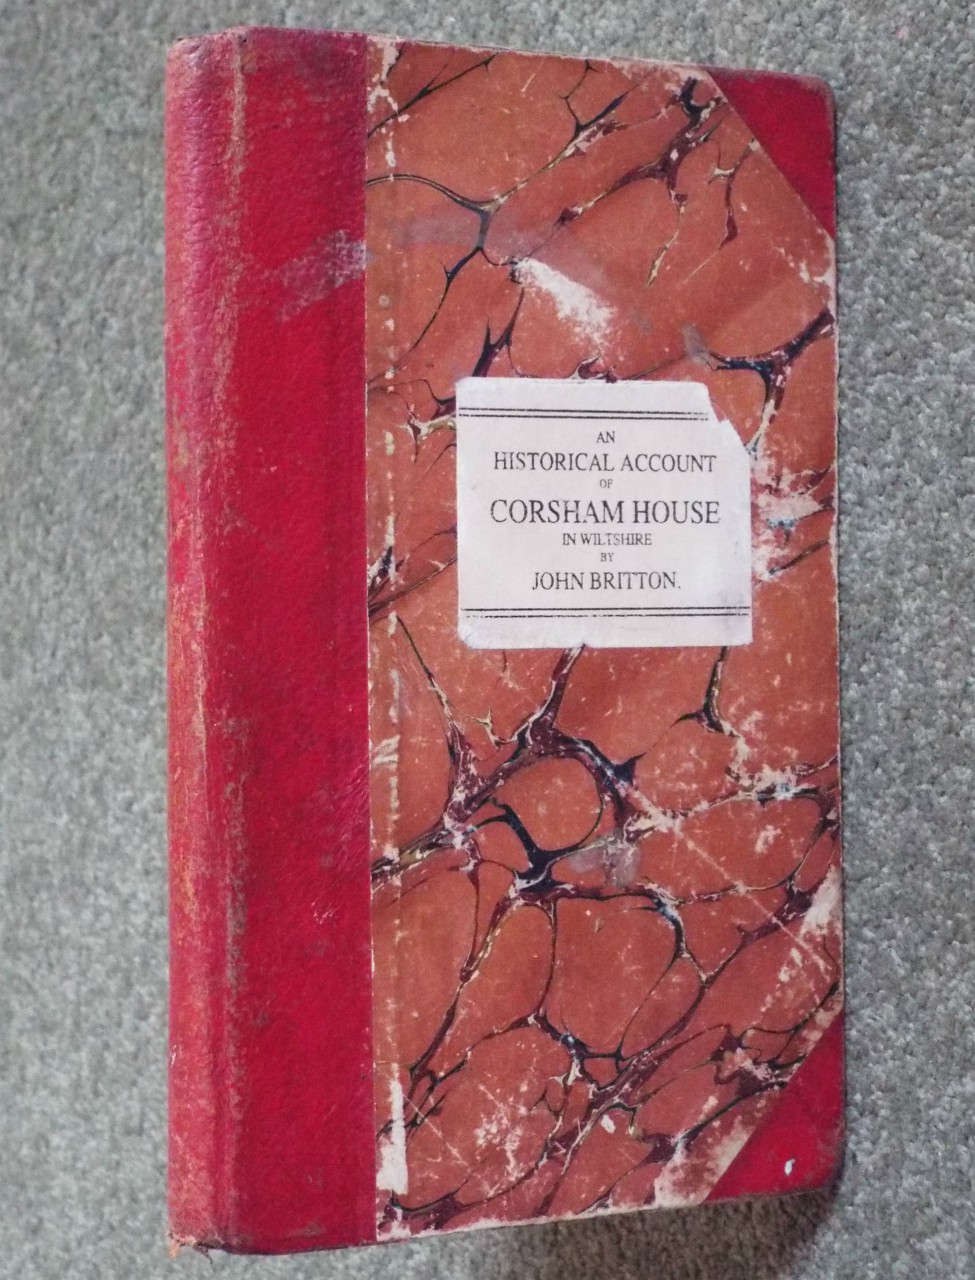 AN
HISTORICAL ACCOUNT
OF
CORSHAM HOUSE
IN WILTSHIRE
BY
JOHN BRITTON.